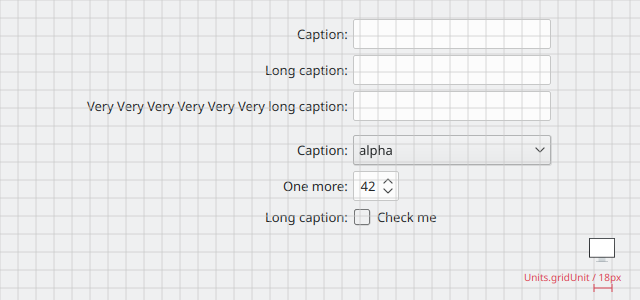 Caption:
Long caption:
Very Very Very Very Very Very long caption:
Caption: alpha
One more: 42
Long caption: Check me
Units.gridUnit / 18px